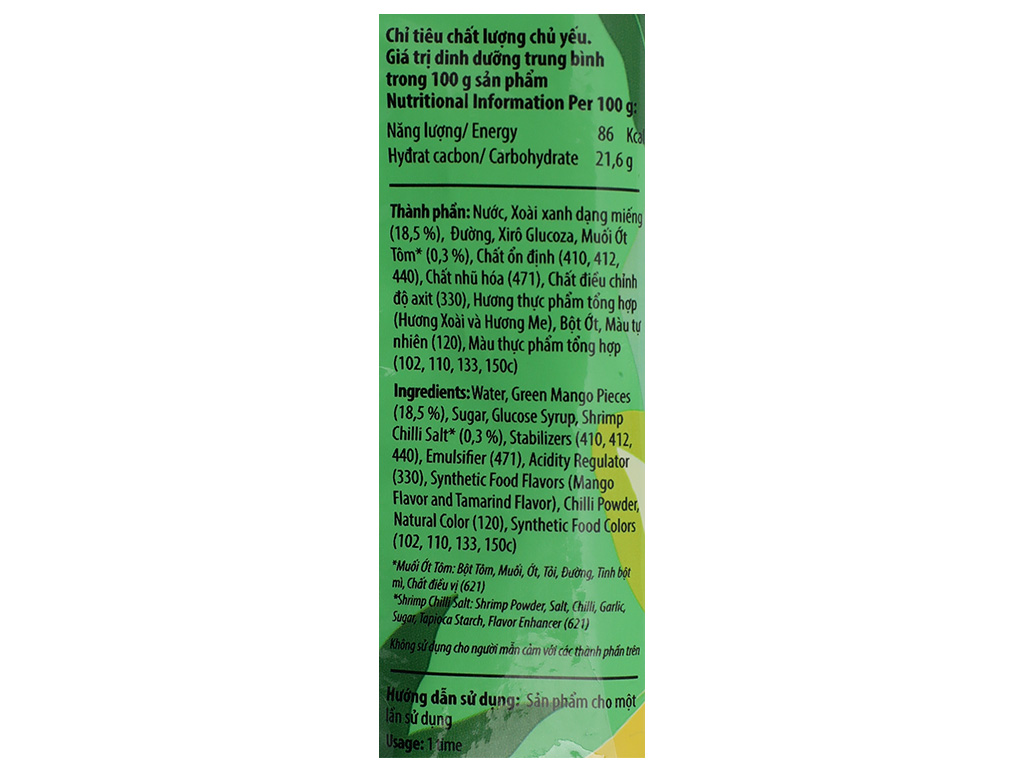 Chỉ tiêu chất lượng chủ yếu.
Giá trị dinh dưỡng trung bình
trong 100 g sản phẩm
Nutritional Information Per 100 g:
Năng lượng/ Energy 86 Kcal
Hyđrat cacbon/ Carbohydrate 21,6 g
Thành phần: Nước, Xoài xanh dạng miếng
(18,5 %), Đường, Xirô Glucoza, Muối Ớt
Tôm* (0,3 %), Chất ổn định (410, 412,
440), Chất nhũ hóa (471), Chất điều chỉnh
độ axit (330), Hương thực phẩm tổng hợp
(Hương Xoài và Hương Me), Bột Ớt, Màu tự
nhiên (120), Màu thực phẩm tổng hợp
(102, 110, 133, 150c)
Ingredients: Water, Green Mango Pieces
(18,5 %), Sugar, Glucose Syrup, Shrimp
Chilli Salt* (0,3 %), Stabilizers (410, 412,
440), Emulsifier (471), Acidity Regulator
(330), Synthetic Food Flavors (Mango
Flavor and Tamarind Flavor), Chilli Powder,
Natural Color (120), Synthetic Food Colors
(102, 110, 133, 150c)
*Muối Ớt Tôm: Bột Tôm, Muối, Ớt, Tỏi, Đường, Tinh bột
mì, Chất điều vị (621)
*Shrimp Chilli Salt: Shrimp Powder, Salt, Chilli, Garlic,
Sugar, Tapioca Starch, Flavor Enhancer (621)
Không sử dụng cho người mẫn cảm với các thành phần trên
Hướng dẫn sử dụng: Sản phẩm cho một
lần sử dụng
Usage: 1 time